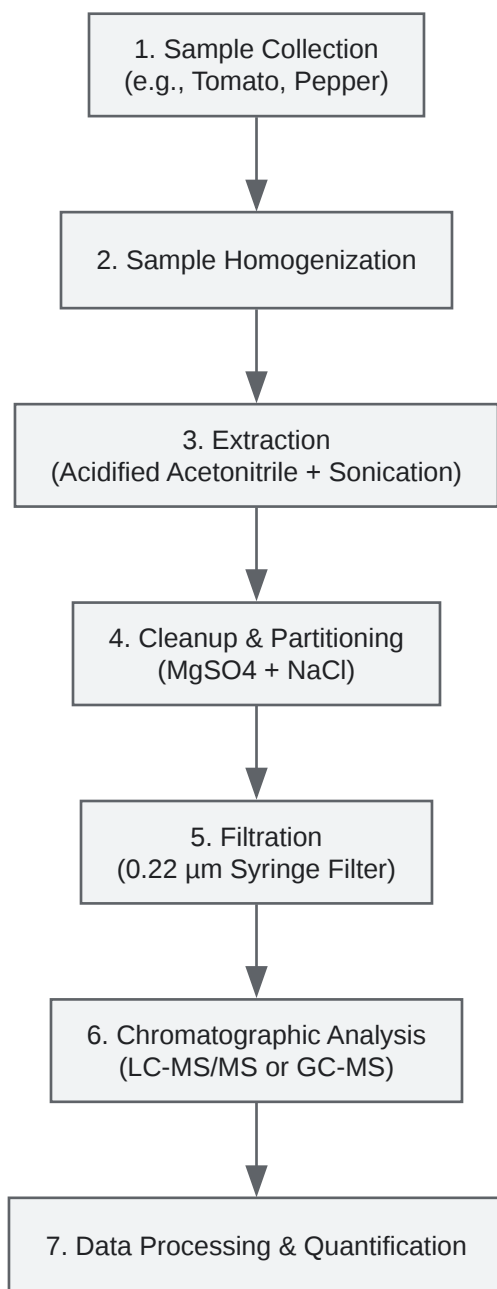 1. Sample Collection
(e.g., Tomato, Pepper)
2. Sample Homogenization
3. Extraction
(Acidified Acetonitrile + Sonication)
4. Cleanup & Partitioning
(MgSO4 + NaCl)
5. Filtration
(0.22 µm Syringe Filter)
6. Chromatographic Analysis
(LC-MS/MS or GC-MS)
7. Data Processing & Quantification